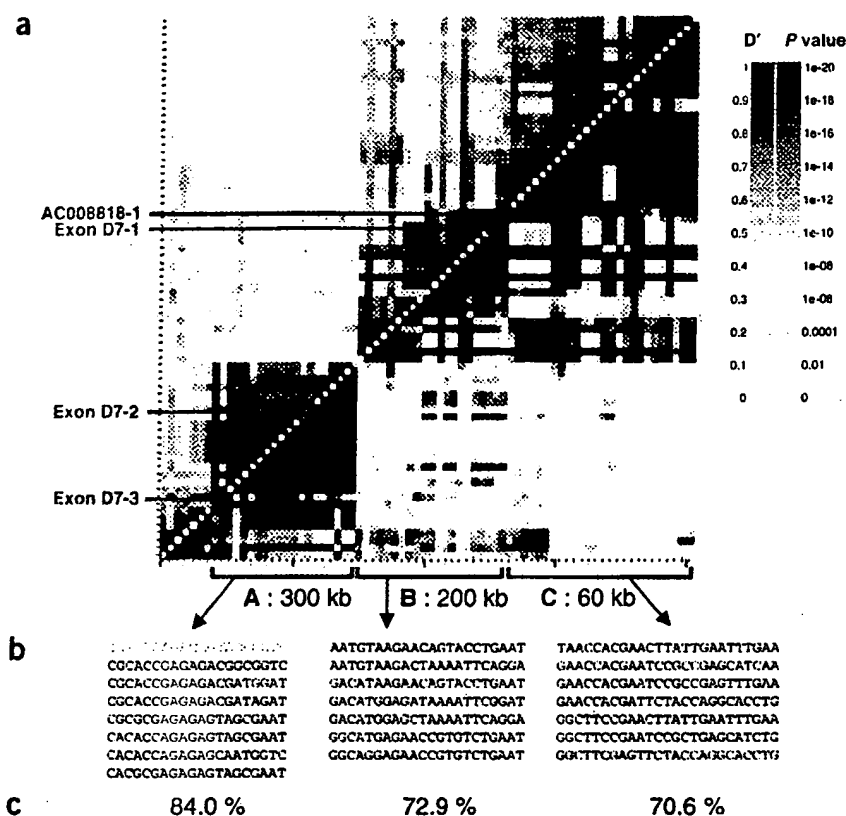 a
D' P value
1 1e-20
0.9 1e-18
0.8 1e-16
0.7 1e-14
0.6 1e-12
0.5 1e-10
0.4 1e-08
0.3 1e-08
0.2 0.0001
0.1 0.01
0 0
AC008818-1
Exon D7-1
Exon D7-2
Exon D7-3
A : 300 kb
B : 200 kb
C : 60 kb
b
CGCACCGAGAGACGGCGGTC
CGCACCGAGAGACGATGGAT
CGCACCGAGAGACGATAGAT
CGCGCGAGAGAGTAGCGAAT
CACACCAGAGAGTAGCGAAT
CACACCAGAGAGCAATGGTC
CACGCGAGAGAGTAGCGAAT
AATGTAAGAACAGTACCTGAAT
AATGTAAGACTAAAATTCAGGA
GACATAAGAACAGTACCTGAAT
GACATGGAGATAAAATTCGGAT
GACATGGAGCTAAAATTCAGGA
GGCATGAGAACCGTGTCTGAAT
GGCAGGAGAACCGTGTCTGAAT
TAACCACGAACTTATTGAATTTGAA
GAACCACGAATCCGCCGAGCATCAA
GAACCACGAATCCGCCGAGTTTGAA
GAACCACGATTCTACCAGGCACCTG
GGCTTCCGAACTTATTGAATTTGAA
GGCTTCCGAATCCGCTGAGCATCTG
GGCTTCGAGTTCTACCAGGCACCTG
c
84.0 %
72.9 %
70.6 %